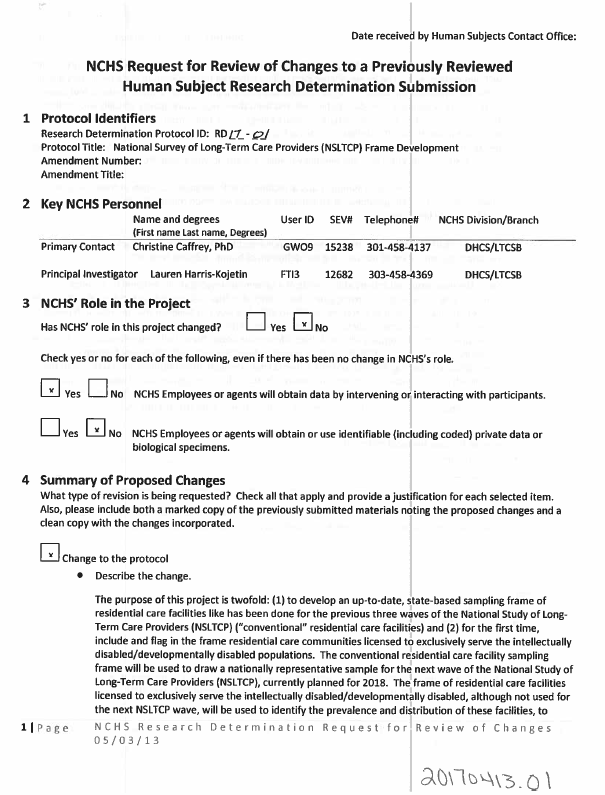 Date received by Human Subjects Contact Office:
NCHS Request for Review of Changes to a Previously Reviewed
Human Subject Research Determination Submission
1 Protocol Identifiers
Research Determination Protocol ID: RD 17 - 01
Protocol Title: National Survey of Long-Term Care Providers (NSLTCP) Frame Development
Amendment Number:
Amendment Title:
2 Key NCHS Personnel
Name and degrees User ID SEV# Telephone# NCHS Division/Branch
(First name Last name, Degrees)
Primary Contact Christine Caffrey, PhD GWO9 15238 301-458-4137 DHCS/LTCSB
Principal Investigator Lauren Harris-Kojetin FTI3 12682 303-458-4369 DHCS/LTCSB
3 NCHS' Role in the Project
Has NCHS' role in this project changed? Yes x No
Check yes or no for each of the following, even if there has been no change in NCHS's role.
x Yes No NCHS Employees or agents will obtain data by intervening or interacting with participants.
Yes x No NCHS Employees or agents will obtain or use identifiable (including coded) private data or
biological specimens.
4 Summary of Proposed Changes
What type of revision is being requested? Check all that apply and provide a justification for each selected item.
Also, please include both a marked copy of the previously submitted materials noting the proposed changes and a
clean copy with the changes incorporated.
x Change to the protocol
• Describe the change.
The purpose of this project is twofold: (1) to develop an up-to-date, state-based sampling frame of
residential care facilities like has been done for the previous three waves of the National Study of Long-
Term Care Providers (NSLTCP) ("conventional" residential care facilities) and (2) for the first time,
include and flag in the frame residential care communities licensed to exclusively serve the intellectually
disabled/developmentally disabled populations. The conventional residential care facility sampling
frame will be used to draw a nationally representative sample for the next wave of the National Study of
Long-Term Care Providers (NSLTCP), currently planned for 2018. The frame of residential care facilities
licensed to exclusively serve the intellectually disabled/developmentally disabled, although not used for
the next NSLTCP wave, will be used to identify the prevalence and distribution of these facilities, to
1 | Page NCHS Research Determination Request for Review of Changes
05/03/13
20170413.01